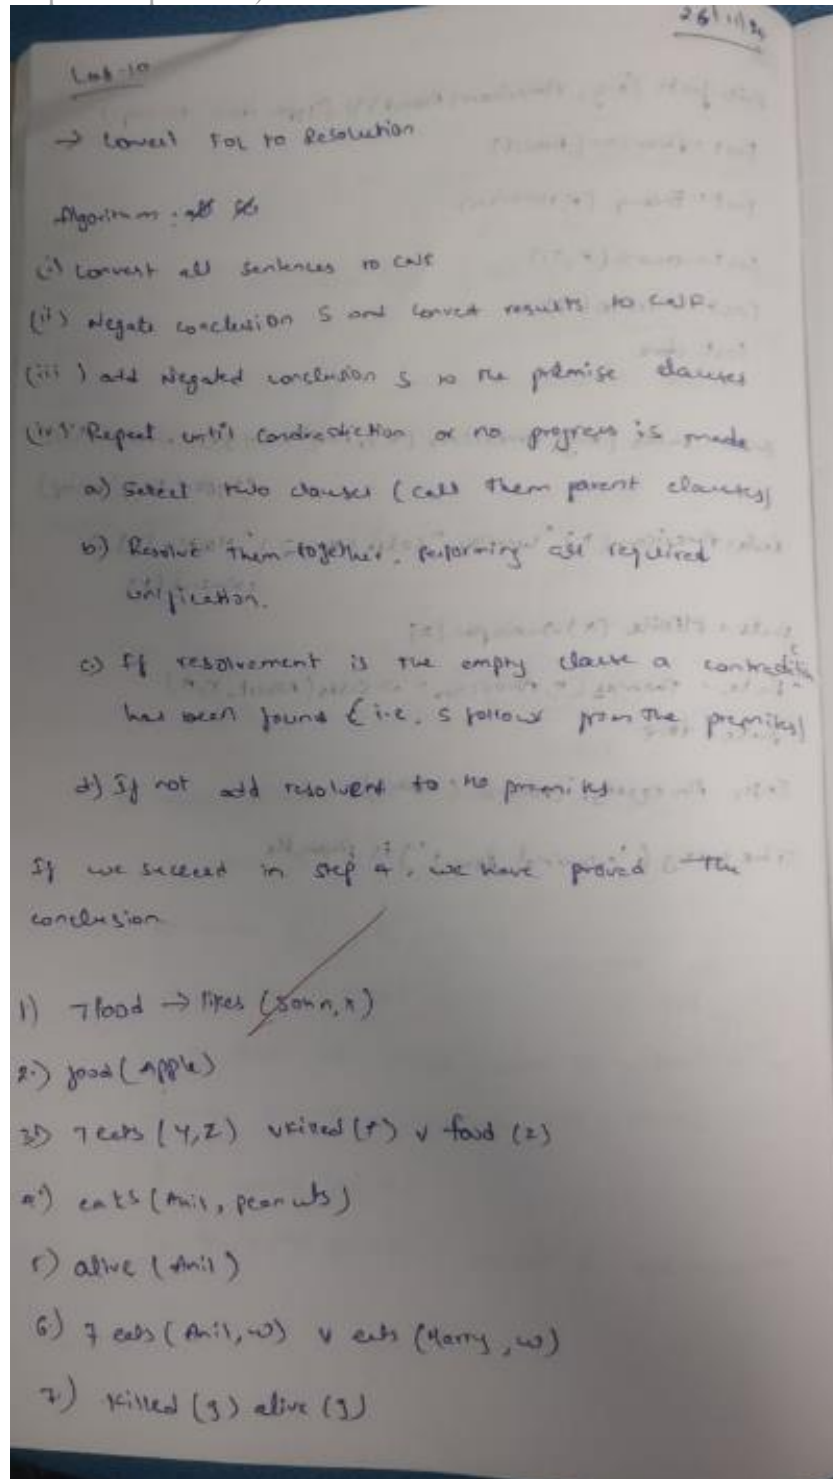 26/11/24
Lab-10
→ Convert FOL to Resolution
Algorithm:
(i) Convert all sentences to CNF
(ii) Negate conclusion S and convert results to CNF
(iii) add Negated conclusion S to the premise clauses
(iv) Repeat until contradiction or no progress is made
a) Select two clauses (call them parent clauses)
b) Resolve them together, performing all required
unification.
c) If resolvement is the empty clause a contradiction
has been found (i.e. S follows from the premises)
d) If not add resolvent to the premises
If we succeed in step 4, we have proved the
conclusion
1) ¬food → likes (John, x)
2.) food (Apple)
3) ¬eats (Y, Z) ∨ killed (Y) ∨ food (z)
4) eats (Anil, peanuts)
5) alive (Anil)
6.) ¬ eats (Anil, w) ∨ eats (Harry, w)
7.) killed (g) alive (g)